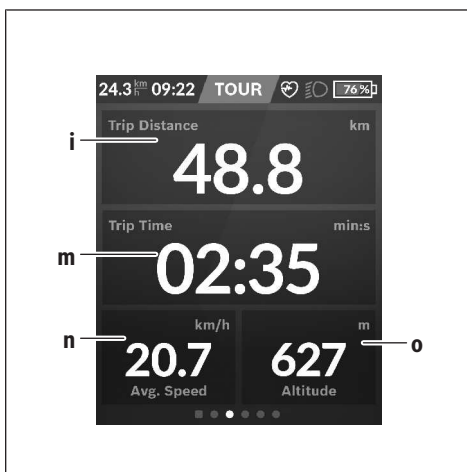 24.3 km/h 09:22 TOUR 76 %
Trip Distance km
i
48.8
Trip Time min:s
m
02:35
km/h m
n 20.7 627 o
Avg. Speed Altitude